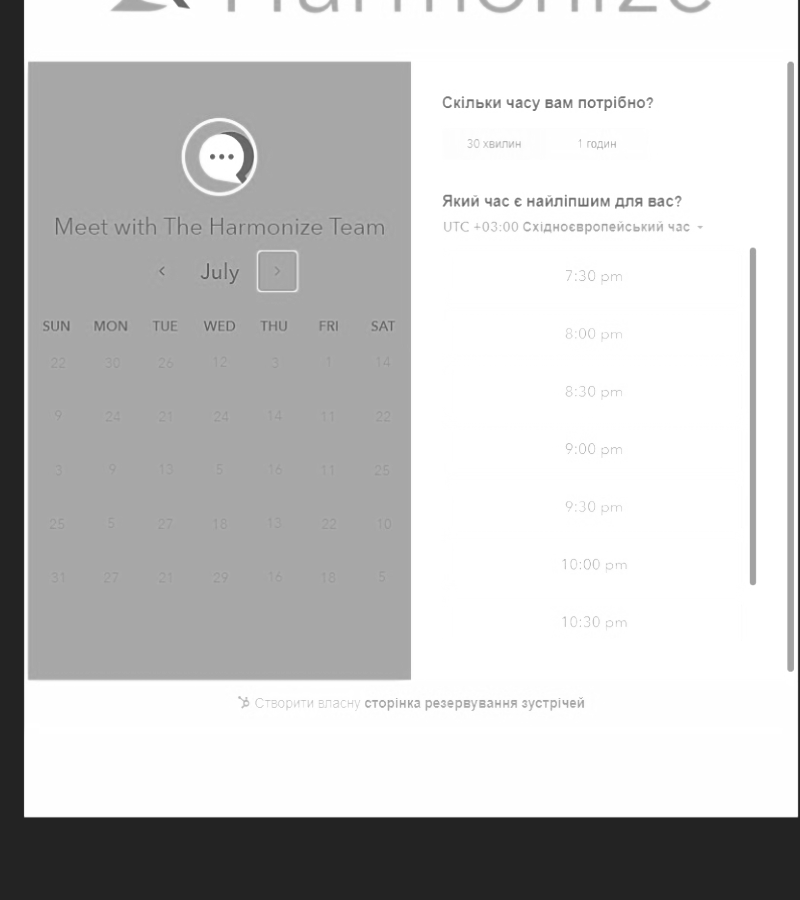 Harmonize
Meet with The Harmonize Team
July
SUN MON TUE WED THU FRI SAT
22 30 26 12 3 1 14
9 24 21 24 14 11 22
3 9 13 5 16 11 25
25 5 27 18 13 22 10
31 27 21 29 16 18 5
Скільки часу вам потрібно?
30 хвилин 1 годин
Який час є найліпшим для вас?
UTC +03:00 Східноєвропейський час
7:30 pm
8:00 pm
8:30 pm
9:00 pm
9:30 pm
10:00 pm
10:30 pm
Створити власну сторінка резервування зустрічей